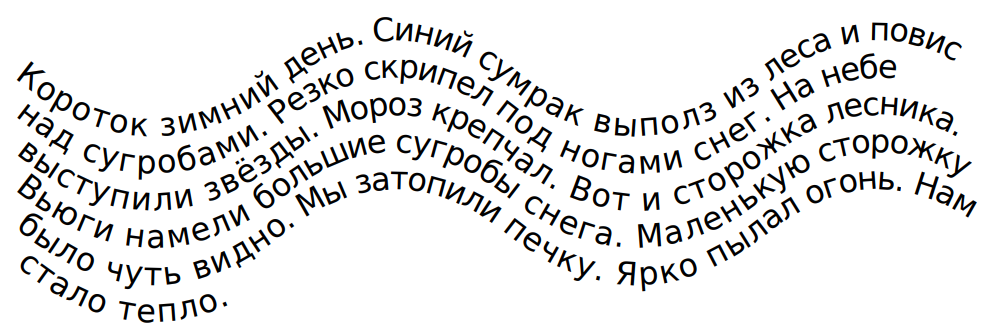 Короток зимний день. Синий сумрак выполз из леса и повис
над сугробами. Резко скрипел под ногами снег. На небе
выступили звёзды. Мороз крепчал. Вот и сторожка лесника.
Вьюги намели большие сугробы снега. Маленькую сторожку
было чуть видно. Мы затопили печку. Ярко пылал огонь. Нам
стало тепло.